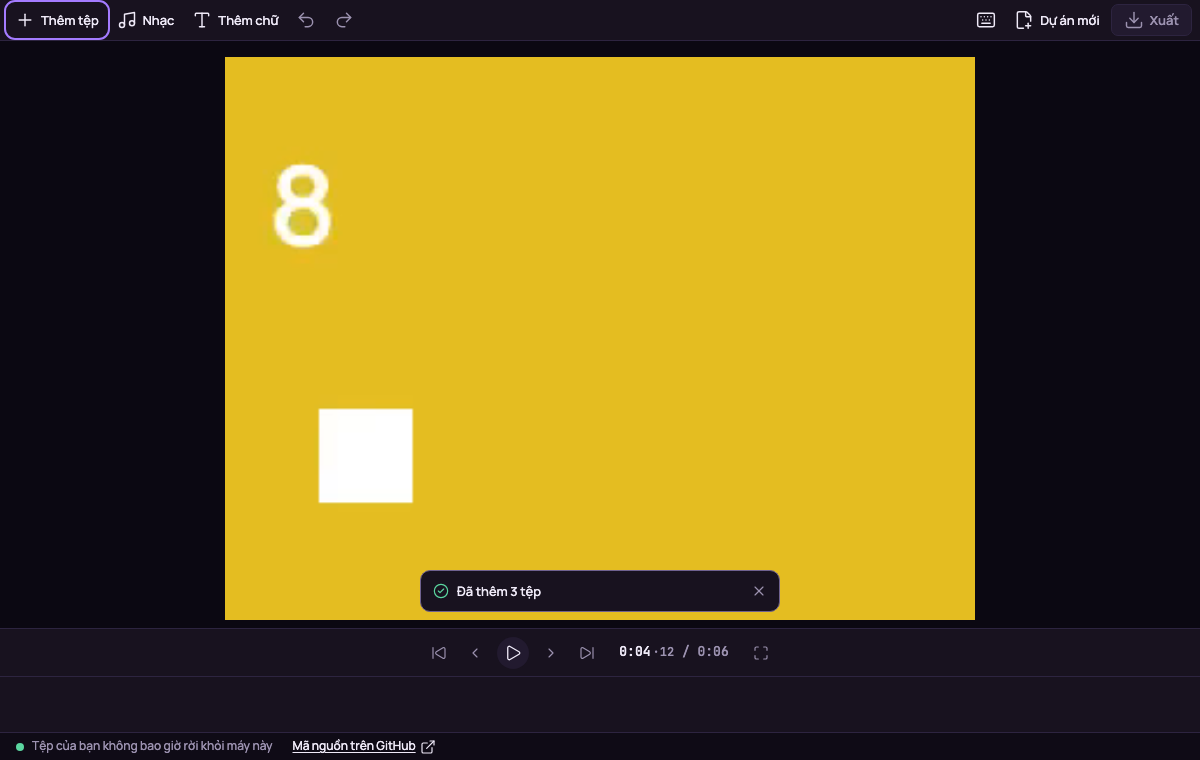 Thêm tệp
Nhạc
Thêm chữ
Dự án mới
Xuất
8
Đã thêm 3 tệp
0:04·12 / 0:06
Tệp của bạn không bao giờ rời khỏi máy này
Mã nguồn trên GitHub